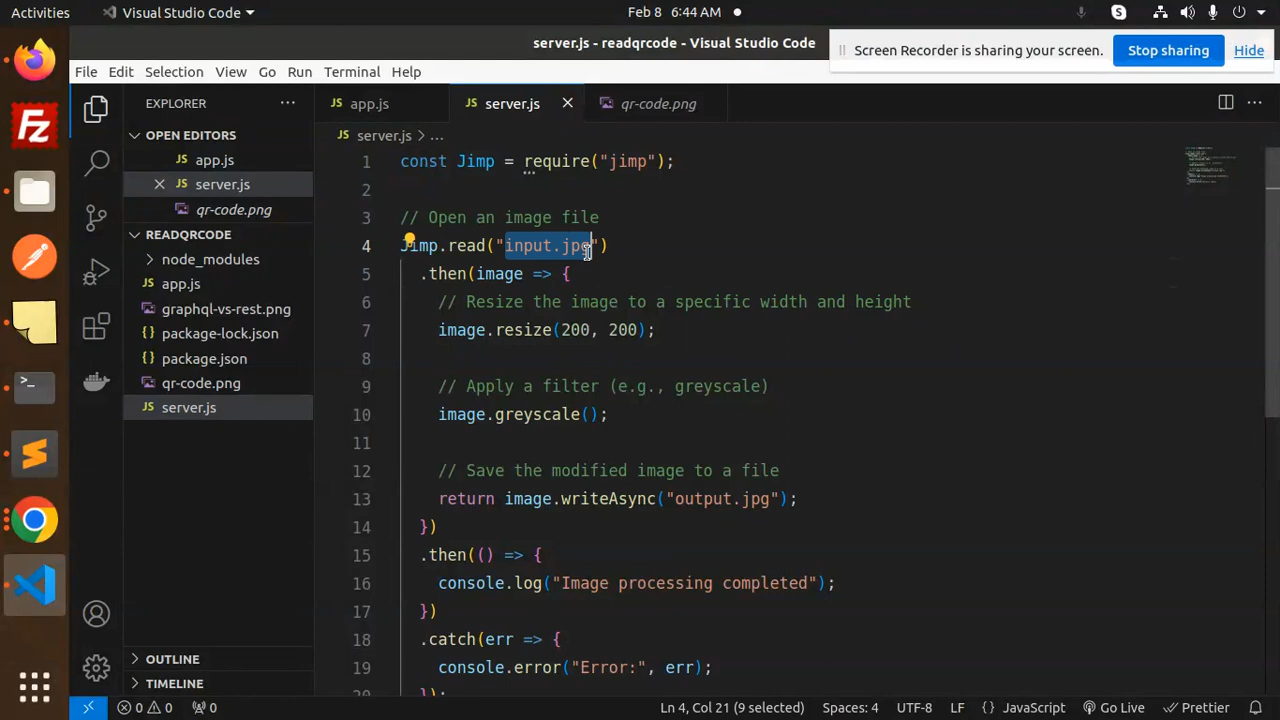 Activities
Visual Studio Code
Feb 8 6:44 AM
server.js - readqrcode - Visual Studio Code
Screen Recorder is sharing your screen.
Stop sharing
Hide
File Edit Selection View Go Run Terminal Help
EXPLORER
OPEN EDITORS
JS app.js
JS server.js
qr-code.png
READQRCODE
node_modules
JS app.js
graphql-vs-rest.png
package-lock.json
package.json
qr-code.png
JS server.js
OUTLINE
TIMELINE
JS app.js
JS server.js
qr-code.png
JS server.js > ...
1 const Jimp = require("jimp");
2
3 // Open an image file
4 Jimp.read("input.jpg")
5 .then(image => {
6 // Resize the image to a specific width and height
7 image.resize(200, 200);
8
9 // Apply a filter (e.g., greyscale)
10 image.greyscale();
11
12 // Save the modified image to a file
13 return image.writeAsync("output.jpg");
14 })
15 .then(() => {
16 console.log("Image processing completed");
17 })
18 .catch(err => {
19 console.error("Error:", err);
20 });
0 0 0
Ln 4, Col 21 (9 selected)
Spaces: 4
UTF-8
LF
{ } JavaScript
Go Live
Prettier